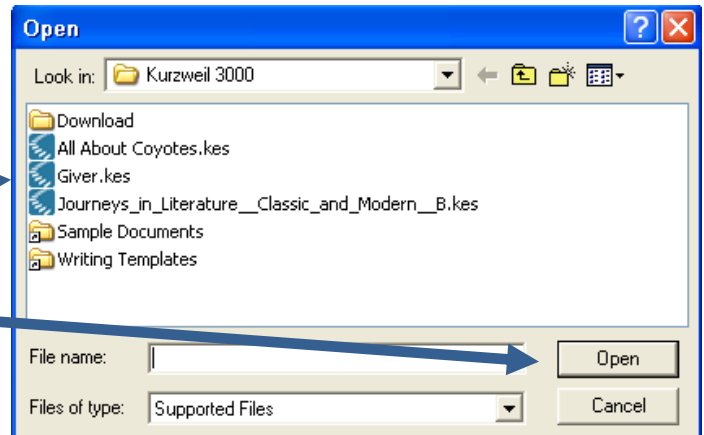 Open
Look in: Kurzweil 3000
Download
All About Coyotes.kes
Giver.kes
Journeys_in_Literature__Classic_and_Modern__B.kes
Sample Documents
Writing Templates
File name: Open
Files of type: Supported Files Cancel